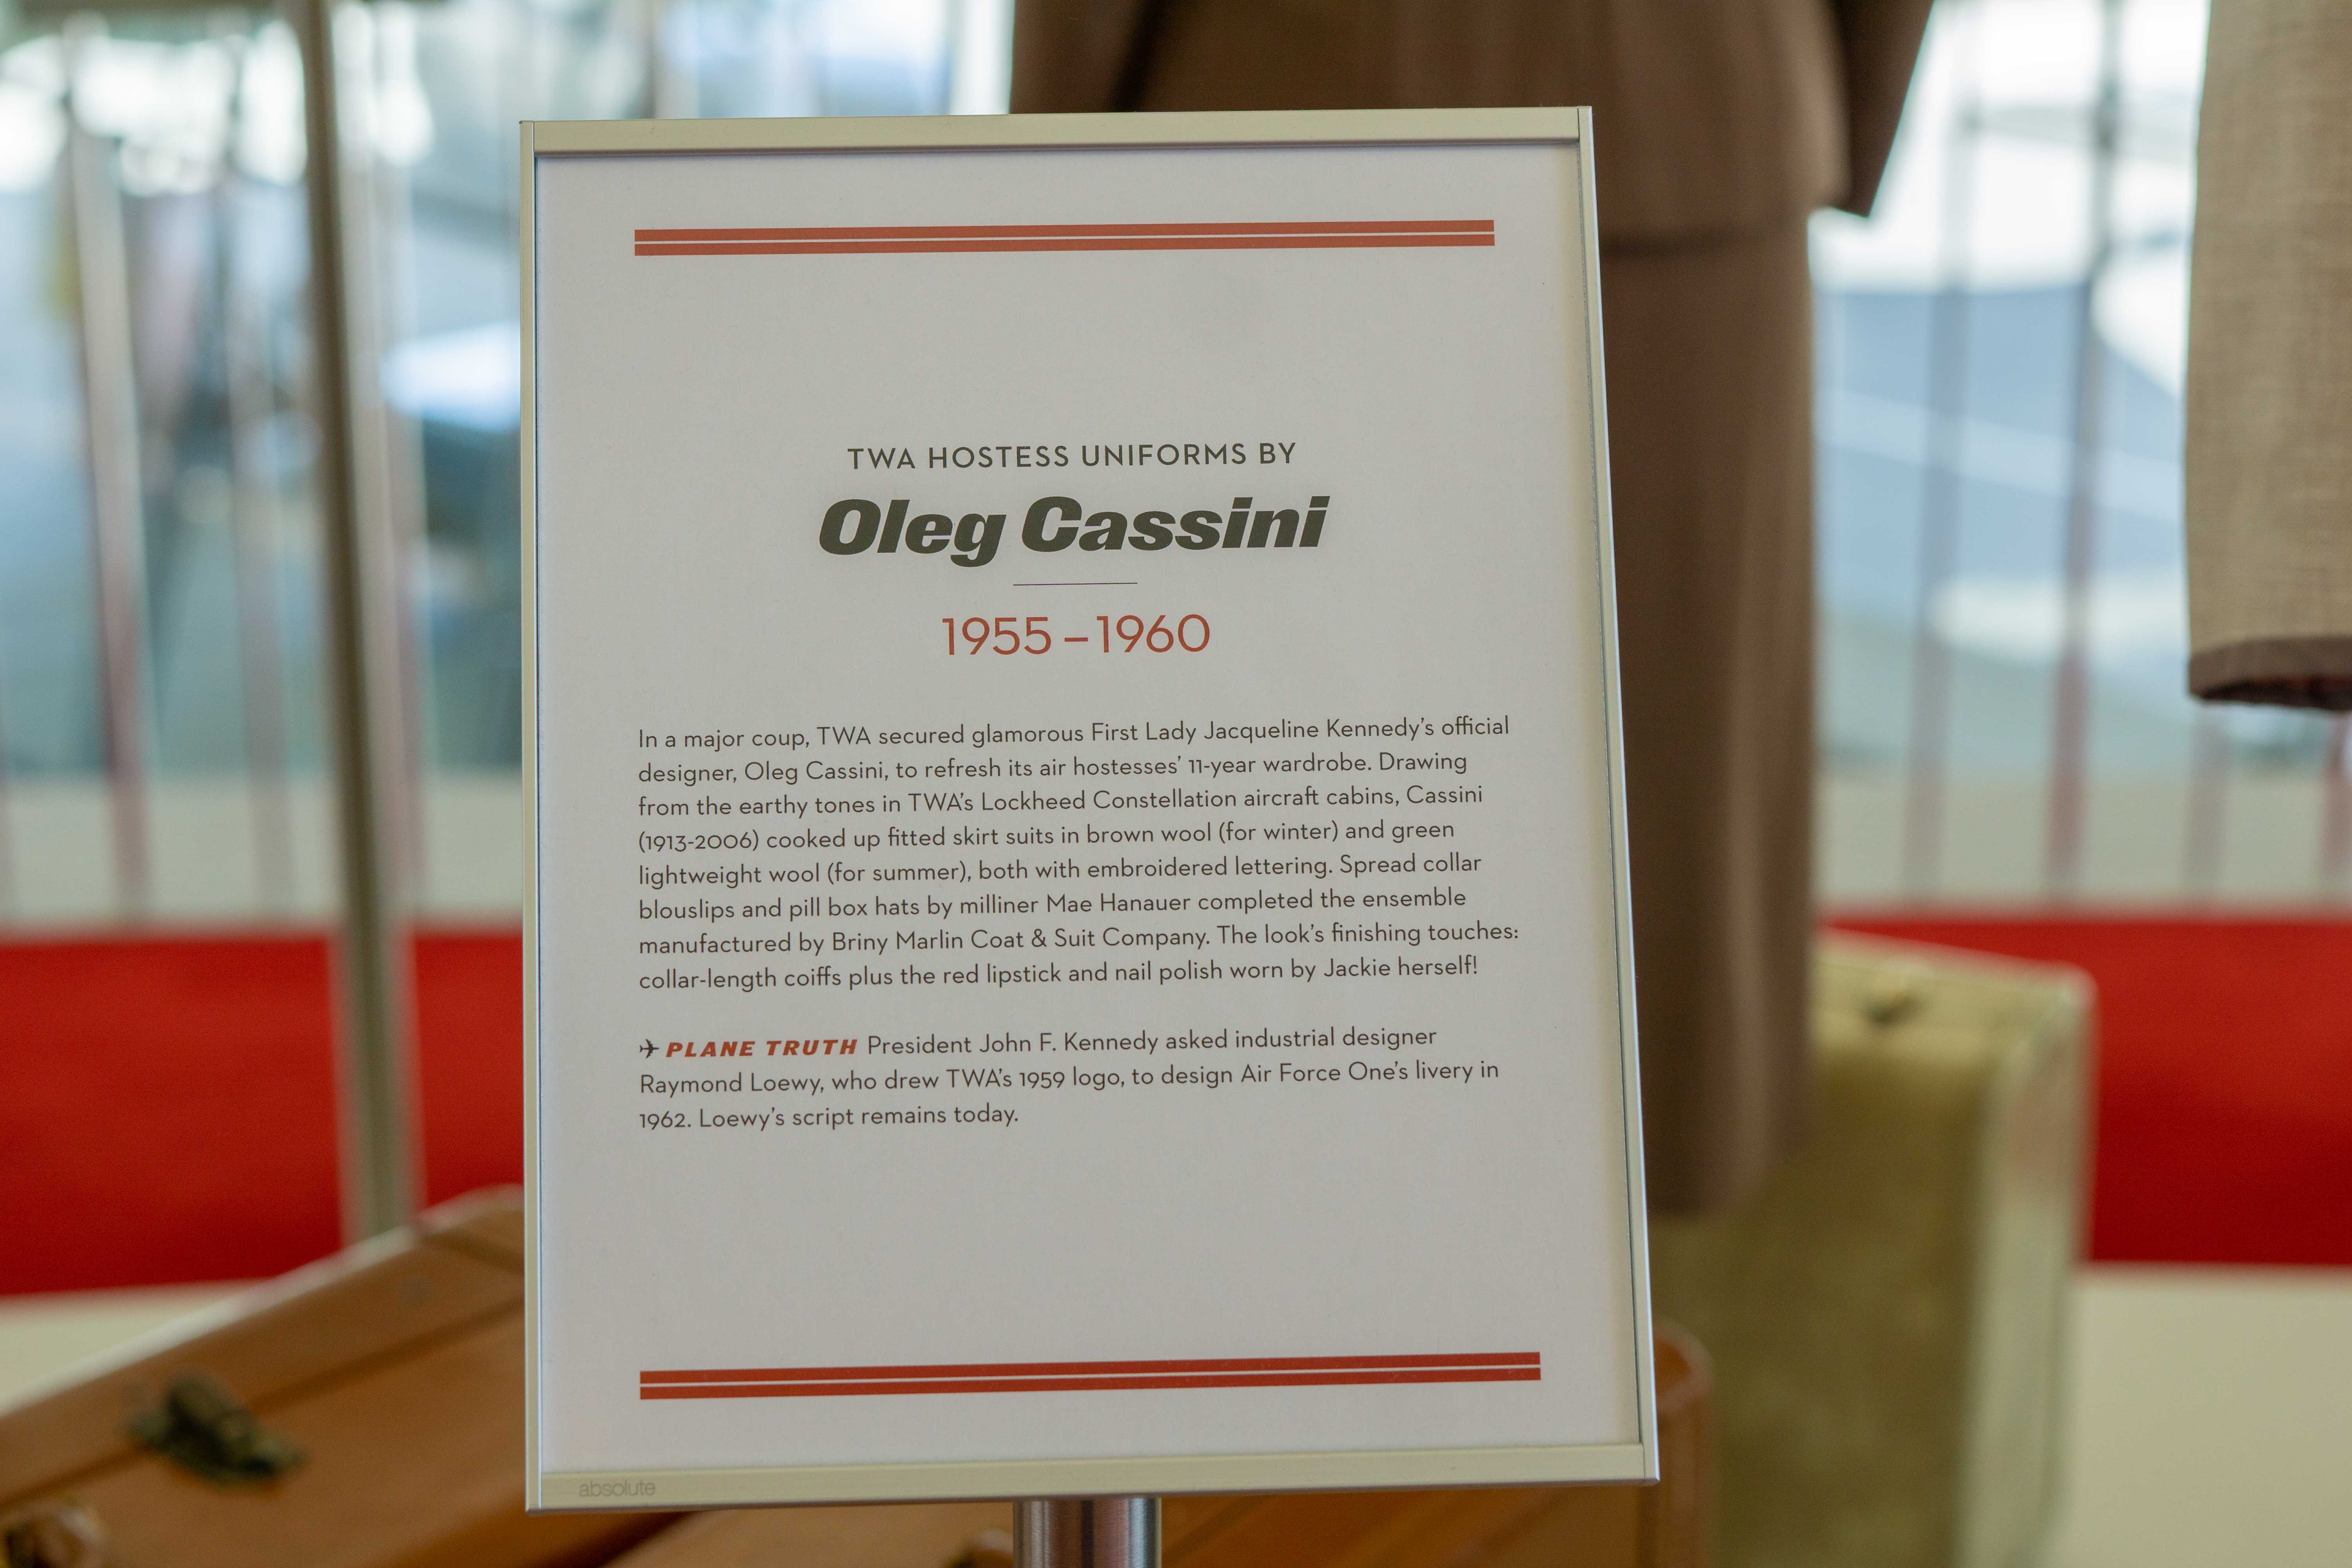 TWA HOSTESS UNIFORMS BY
Oleg Cassini
1955–1960
In a major coup, TWA secured glamorous First Lady Jacqueline Kennedy's official
designer, Oleg Cassini, to refresh its air hostesses' 11-year wardrobe. Drawing
from the earthy tones in TWA's Lockheed Constellation aircraft cabins, Cassini
(1913-2006) cooked up fitted skirt suits in brown wool (for winter) and green
lightweight wool (for summer), both with embroidered lettering. Spread collar
blouslips and pill box hats by milliner Mae Hanauer completed the ensemble
manufactured by Briny Marlin Coat & Suit Company. The look's finishing touches:
collar-length coiffs plus the red lipstick and nail polish worn by Jackie herself!
✈ PLANE TRUTH President John F. Kennedy asked industrial designer
Raymond Loewy, who drew TWA's 1959 logo, to design Air Force One's livery in
1962. Loewy's script remains today.
absolute